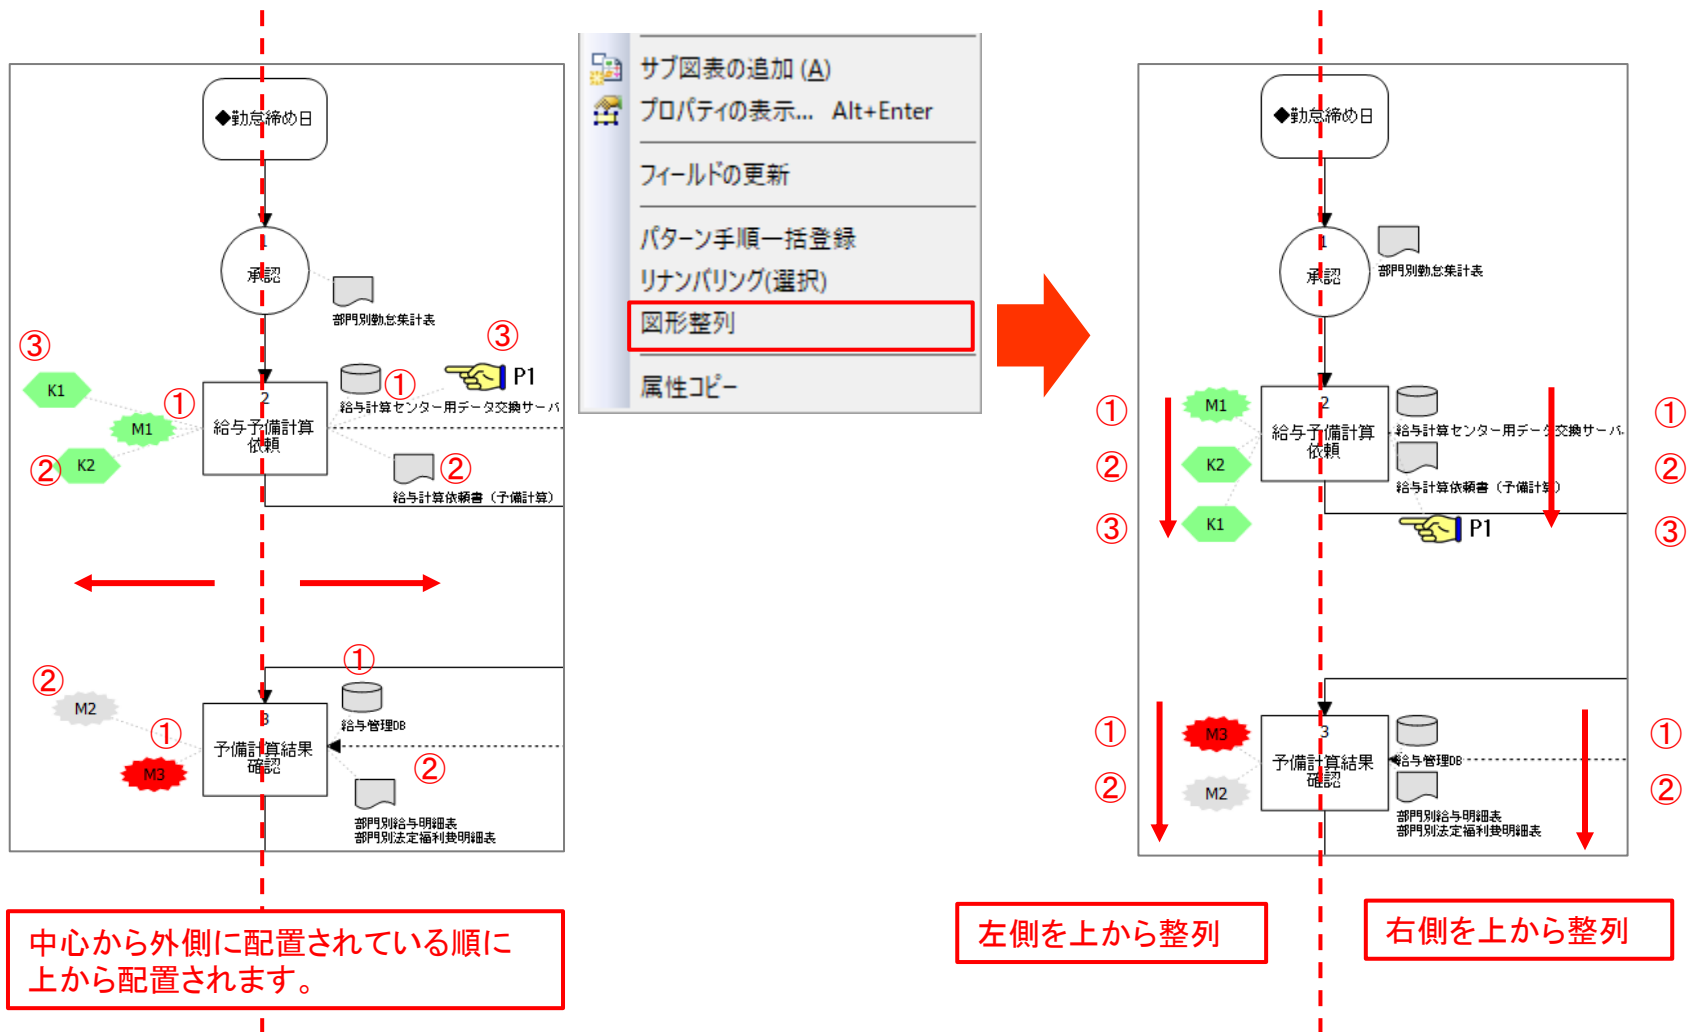 ◆勤怠締め日
1
承認
部門別勤怠集計表
③
③
K1
①
M1
②
K2
2
給与予備計算
依頼
①
P1
給与計算センター用データ交換サーバ
②
給与計算依頼書（予備計算）
①
②
M2
①
M3
3
予備計算結果
確認
給与管理DB
②
部門別給与明細表
部門別法定福利費明細表
中心から外側に配置されている順に
上から配置されます。
サブ図表の追加 (A)
プロパティの表示... Alt+Enter
フィールドの更新
パターン手順一括登録
リナンバリング(選択)
図形整列
属性コピー
◆勤怠締め日
1
承認
部門別勤怠集計表
①
②
③
M1
K2
K1
2
給与予備計算
依頼
給与計算センター用データ交換サーバ
給与計算依頼書（予備計算）
P1
①
②
③
①
②
M3
M2
3
予備計算結果
確認
給与管理DB
部門別給与明細表
部門別法定福利費明細表
①
②
左側を上から整列
右側を上から整列